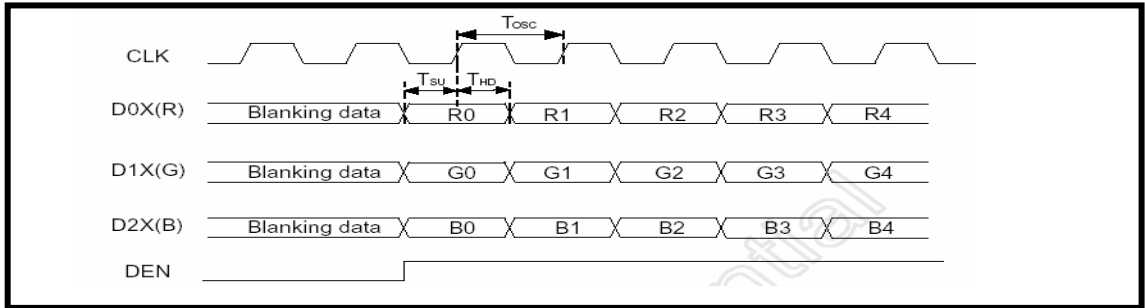 Tosc
CLK
TSU THD
D0X(R) Blanking data R0 R1 R2 R3 R4
D1X(G) Blanking data G0 G1 G2 G3 G4
D2X(B) Blanking data B0 B1 B2 B3 B4
DEN